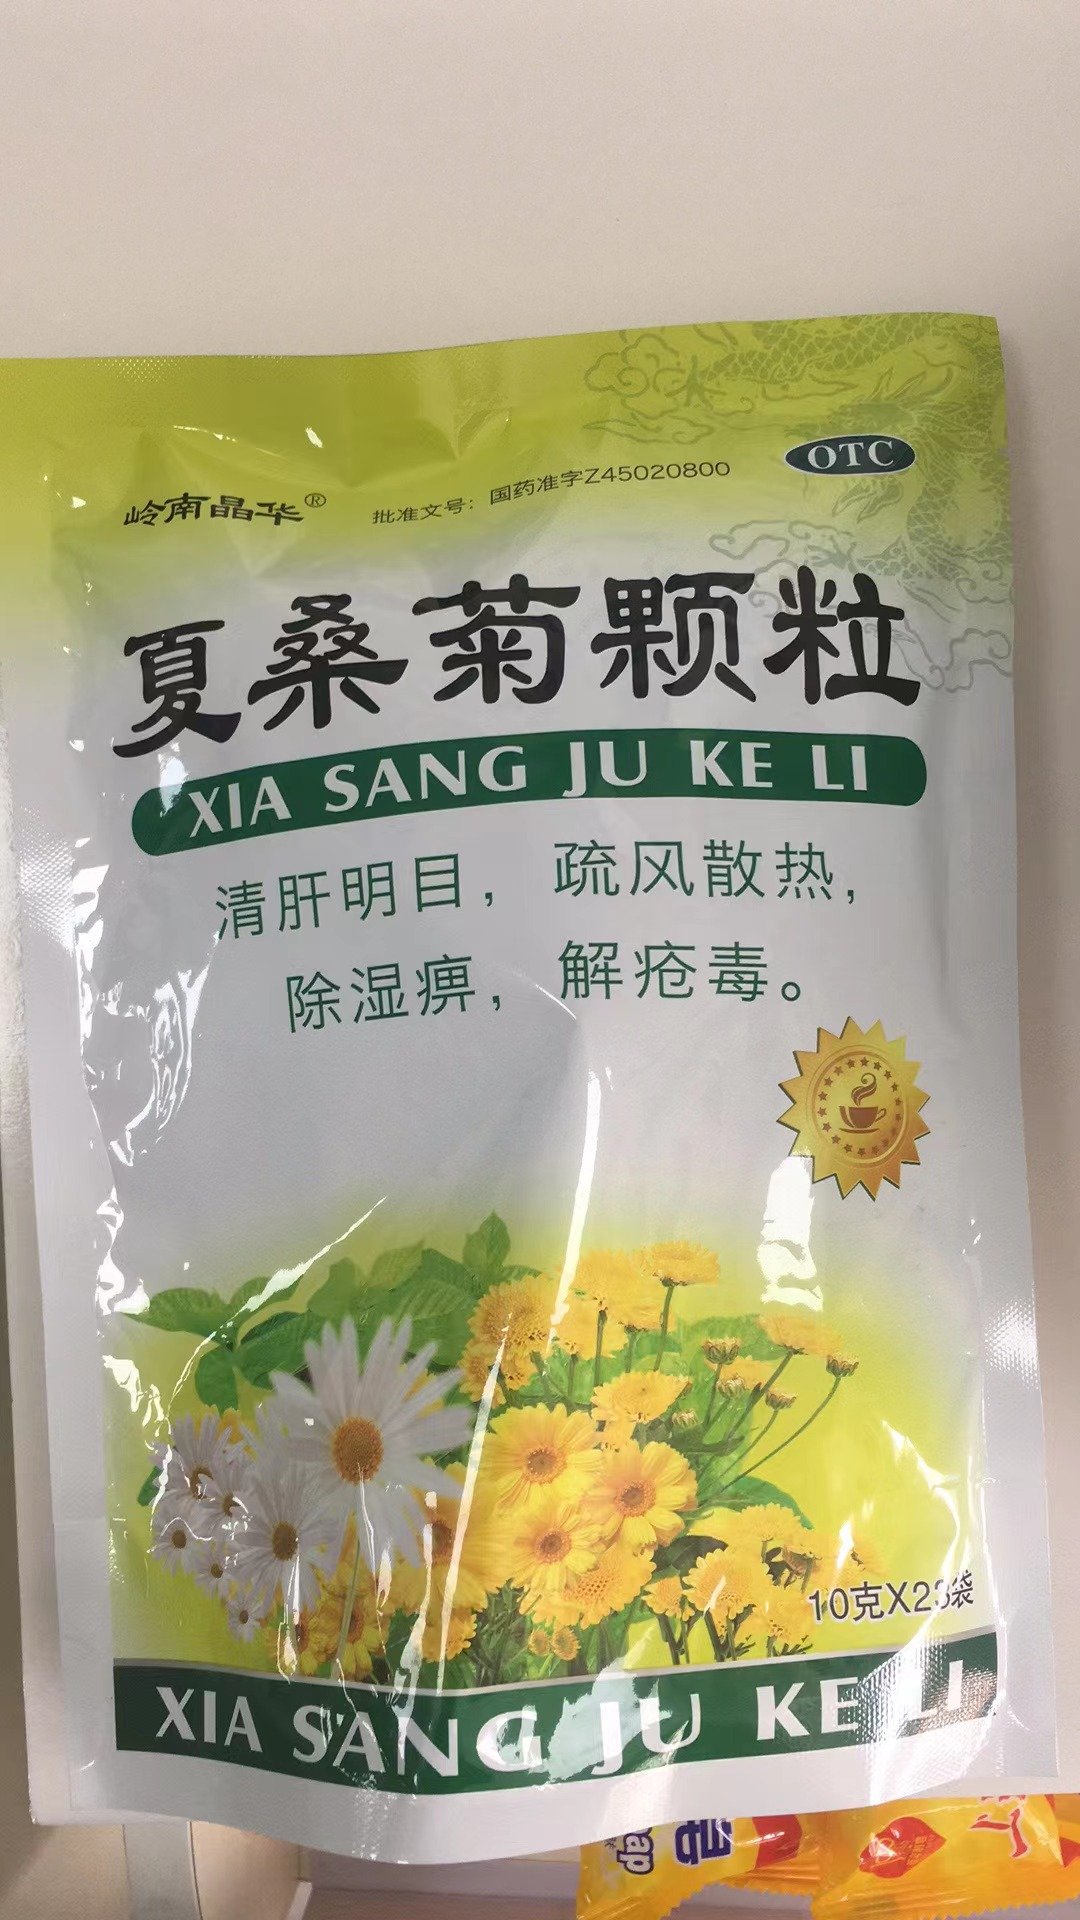 岭南晶华®
批准文号：国药准字Z45020800
OTC
夏桑菊颗粒
XIA SANG JU KE LI
清肝明目，疏风散热，
除湿痹，解疮毒。
10克X23袋
XIA SANG JU KE LI